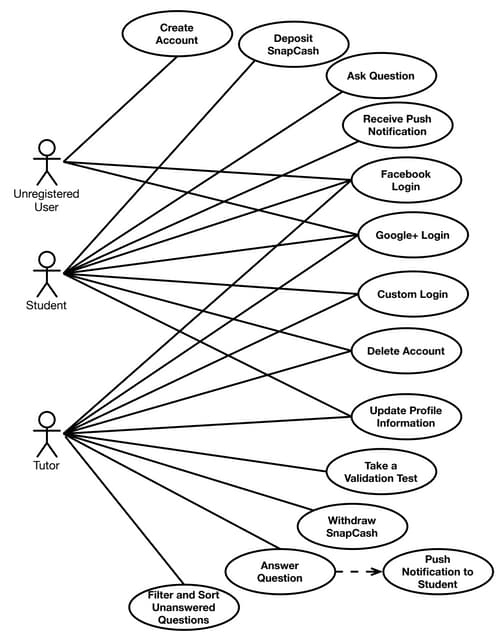 Create
Account
Deposit
SnapCash
Ask Question
Receive Push
Notification
Unregistered
User
Facebook
Login
Google+ Login
Student
Custom Login
Delete Account
Update Profile
Information
Tutor
Take a
Validation Test
Withdraw
SnapCash
Answer
Question
Push
Notification to
Student
Filter and Sort
Unanswered
Questions